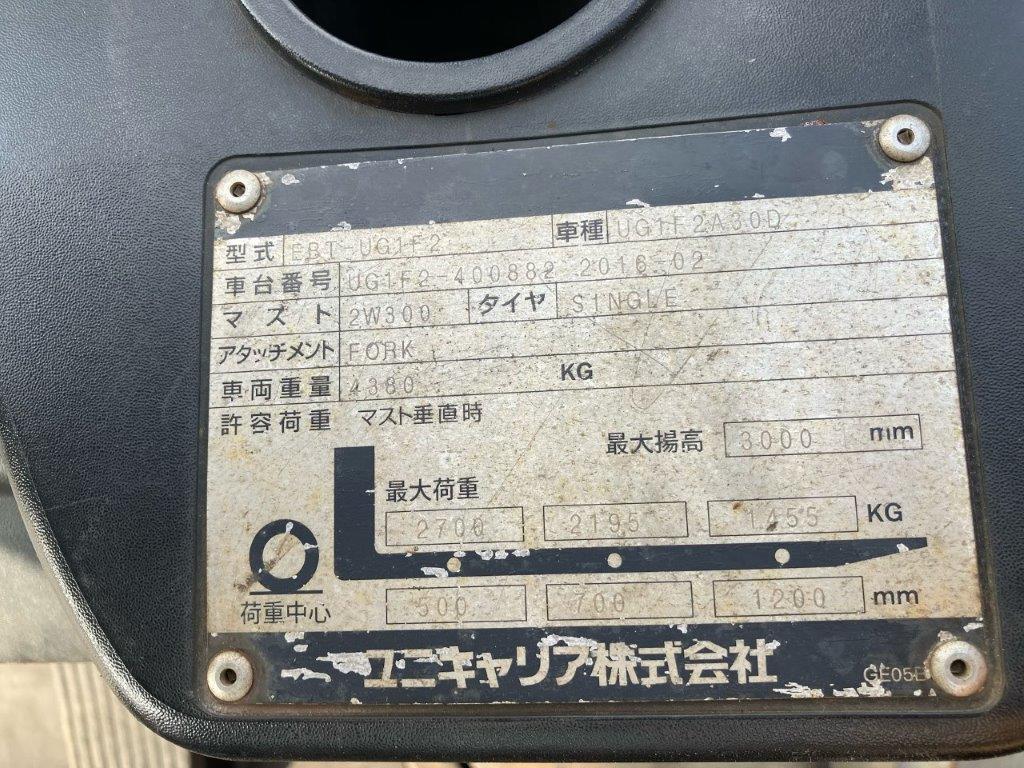 型式 EBT-UG1F2 車種 UG1F2A30D
車台番号 UG1F2-400882 2016-02
マスト 2W300 タイヤ SINGLE
アタッチメント FORK
車両重量 4380 KG
許容荷重 マスト垂直時
最大揚高 3000 mm
最大荷重
2700 2195 1455 KG
荷重中心 500 700 1200 mm
ユニキャリア株式会社
GE05E